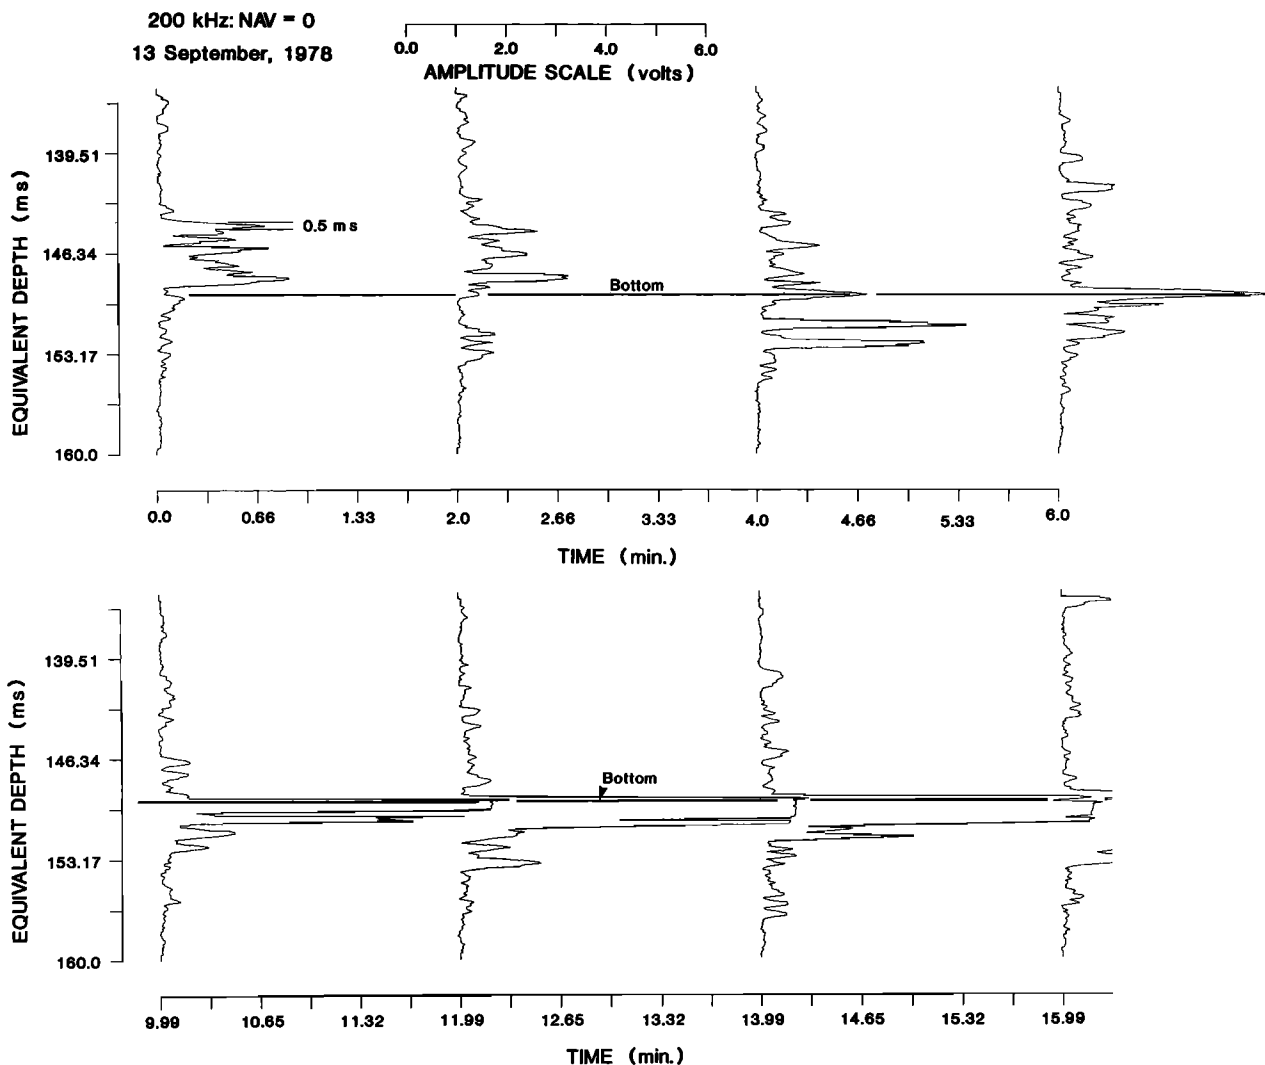 200 kHz: NAV = 0
13 September, 1978
0.0 2.0 4.0 6.0
AMPLITUDE SCALE (volts)
EQUIVALENT DEPTH (ms)
139.51
146.34
153.17
160.0
0.5 ms
Bottom
0.0 0.66 1.33 2.0 2.66 3.33 4.0 4.66 5.33 6.0
TIME (min.)
EQUIVALENT DEPTH (ms)
139.51
146.34
153.17
160.0
Bottom
9.99 10.65 11.32 11.99 12.65 13.32 13.99 14.65 15.32 15.99
TIME (min.)